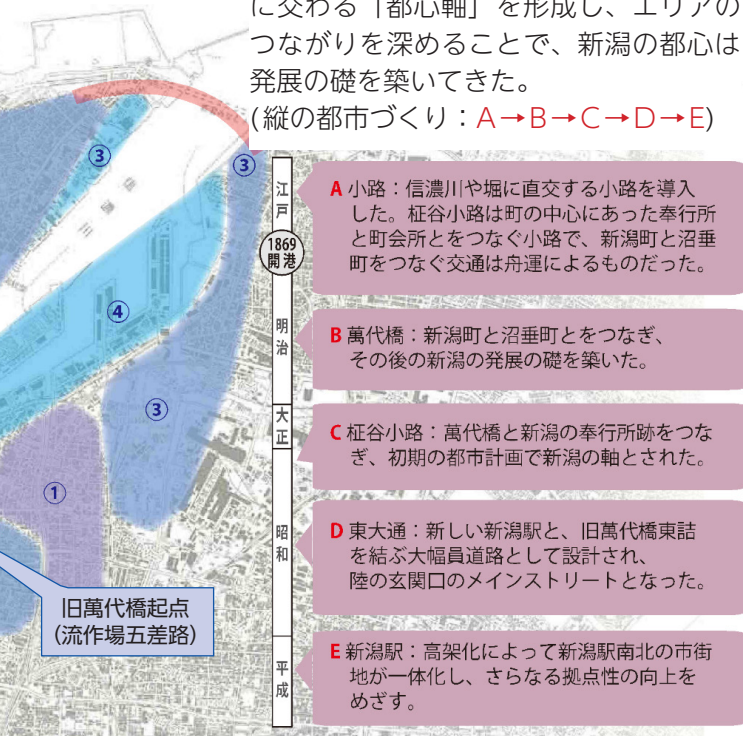 に交わる「都心軸」を形成し、エリアの
つながりを深めることで、新潟の都心は
発展の礎を築いてきた。
(縦の都市づくり：A→B→C→D→E)
③
③
④
③
①
信濃川
旧萬代橋起点
(流作場五差路)
江戸
1869
開港
明治
大正
昭和
平成
A 小路：信濃川や堀に直交する小路を導入
した。柾谷小路は町の中心にあった奉行所
と町会所とをつなぐ小路で、新潟町と沼垂
町をつなぐ交通は舟運によるものだった。
B 萬代橋：新潟町と沼垂町とをつなぎ、
その後の新潟の発展の礎を築いた。
C 柾谷小路：萬代橋と新潟の奉行所跡をつな
ぎ、初期の都市計画で新潟の軸とされた。
D 東大通：新しい新潟駅と、旧萬代橋東詰
を結ぶ大幅員道路として設計され、
陸の玄関口のメインストリートとなった。
E 新潟駅：高架化によって新潟駅南北の市街
地が一体化し、さらなる拠点性の向上を
めざす。